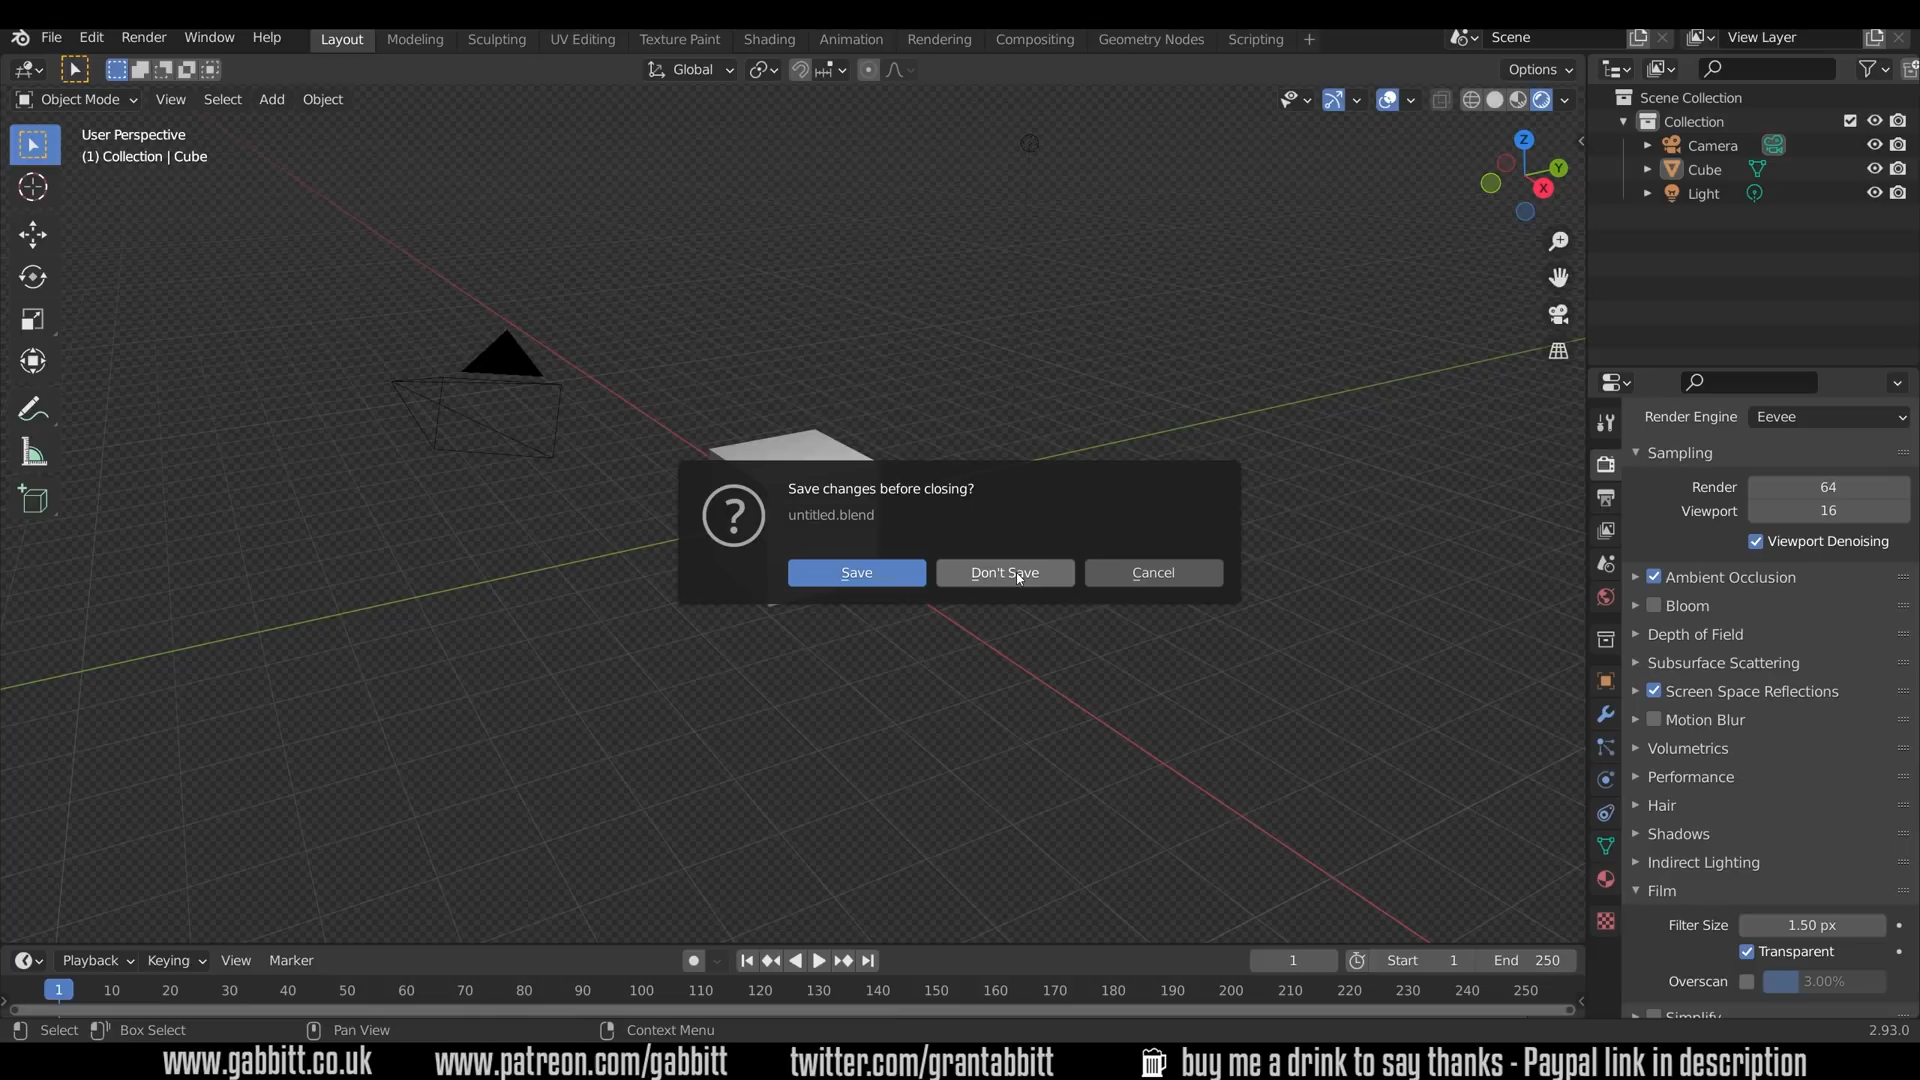 File Edit Render Window Help Layout Modeling Sculpting UV Editing Texture Paint Shading Animation Rendering Compositing Geometry Nodes Scripting + Scene View Layer
Global Options
Object Mode View Select Add Object
User Perspective
(1) Collection | Cube
Z
Y
X
Scene Collection
Collection
Camera
Cube
Light
Render Engine Eevee
Sampling
Render 64
Viewport 16
Viewport Denoising
Ambient Occlusion
Bloom
Depth of Field
Subsurface Scattering
Screen Space Reflections
Motion Blur
Volumetrics
Performance
Hair
Shadows
Indirect Lighting
Film
Filter Size 1.50 px
Transparent
Overscan 3.00%
Simplify
Save changes before closing?
untitled.blend
Save Don't Save Cancel
Playback Keying View Marker 1 Start 1 End 250
1 10 20 30 40 50 60 70 80 90 100 110 120 130 140 150 160 170 180 190 200 210 220 230 240 250
Select Box Select Pan View Context Menu 2.93.0
www.gabbitt.co.uk www.patreon.com/gabbitt twitter.com/grantabbitt buy me a drink to say thanks - Paypal link in description